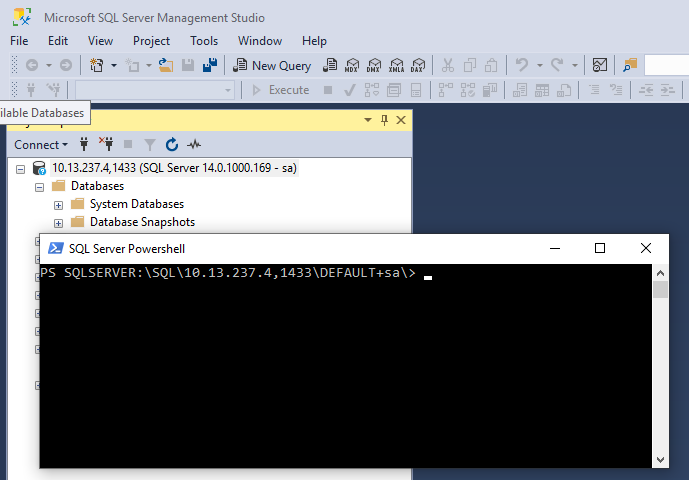 Microsoft SQL Server Management Studio
File Edit View Project Tools Window Help
New Query MDX DMX XMLA DAX
Execute
ilable Databases
Connect
10.13.237.4,1433 (SQL Server 14.0.1000.169 - sa)
Databases
System Databases
Database Snapshots
SQL Server Powershell
PS SQLSERVER:\SQL\10.13.237.4,1433\DEFAULT+sa\>